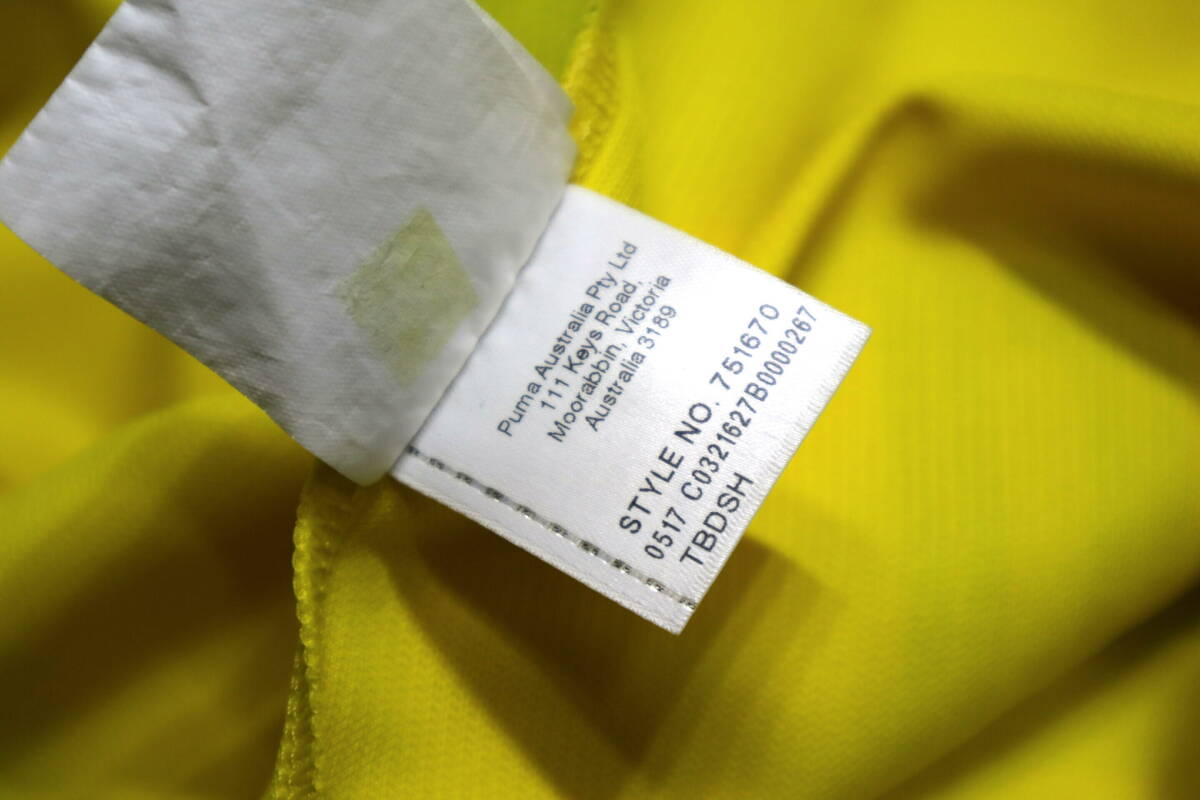 Puma Australia Pty Ltd
111 Keys Road,
Moorabbin, Victoria
Australia 3189
STYLE NO. 751670
0517 C0321627B0000267
TBDSH